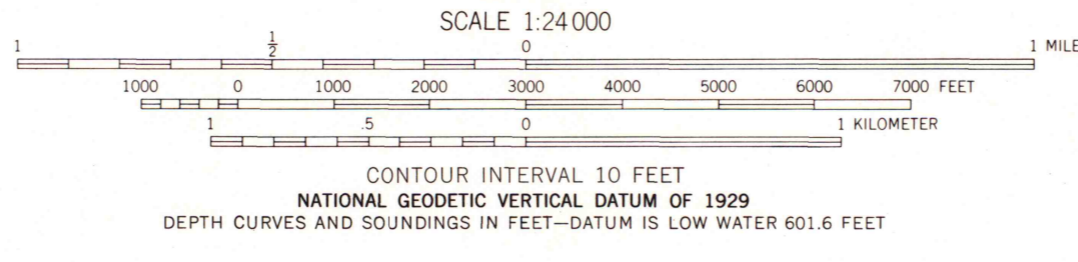 SCALE 1:24 000
1 ½ 0 1 MILE
1000 0 1000 2000 3000 4000 5000 6000 7000 FEET
1 .5 0 1 KILOMETER
CONTOUR INTERVAL 10 FEET
NATIONAL GEODETIC VERTICAL DATUM OF 1929
DEPTH CURVES AND SOUNDINGS IN FEET—DATUM IS LOW WATER 601.6 FEET